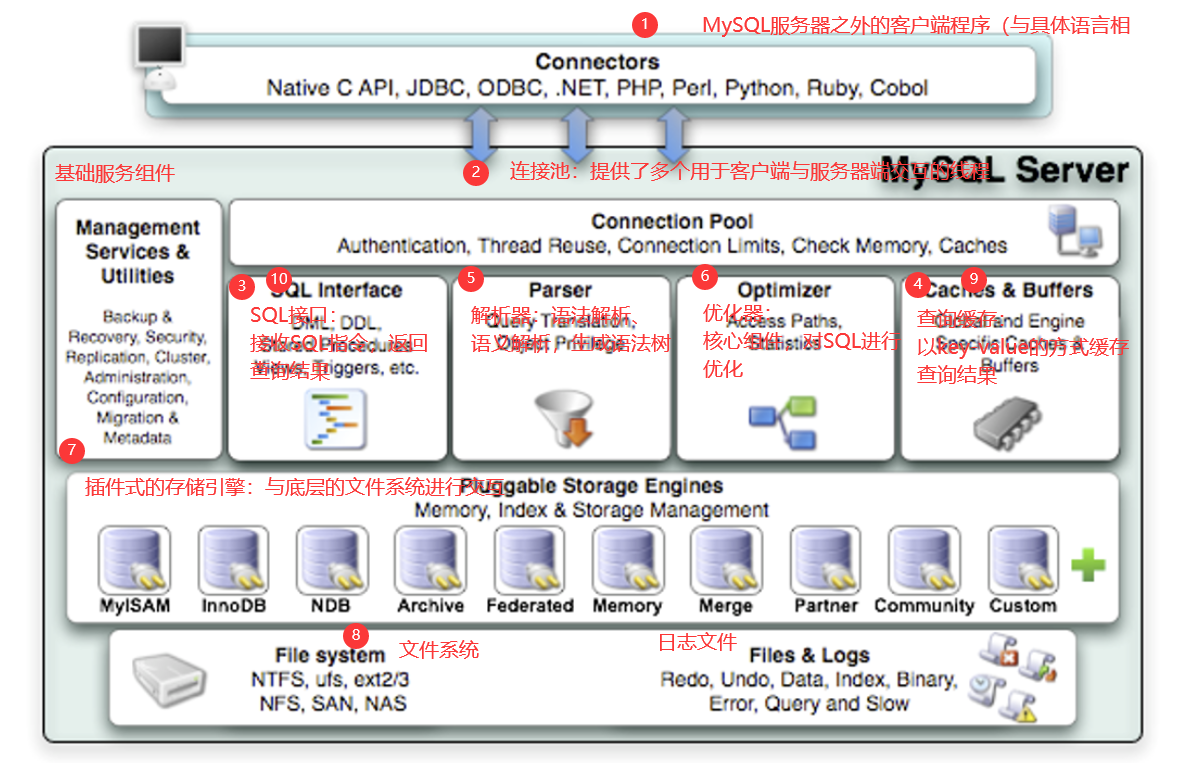 1
MySQL服务器之外的客户端程序（与具体语言相
Connectors
Native C API, JDBC, ODBC, .NET, PHP, Perl, Python, Ruby, Cobol
基础服务组件
2
连接池：提供了多个用于客户端与服务器端交互的线程
MySQL Server
Management
Services &
Utilities
Backup &
Recovery, Security,
Replication, Cluster,
Administration,
Configuration,
Migration &
Metadata
Connection Pool
Authentication, Thread Reuse, Connection Limits, Check Memory, Caches
3
10
SQL Interface
DML, DDL,
Stored Procedures
Views, Triggers, etc.
SQL接口：
接收SQL指令，返回
查询结果
5
Parser
Query Translation,
Object Privilege
解析器：语法解析、
语义解析，生成语法树
6
Optimizer
Access Paths,
Statistics
优化器：
核心组件，对SQL进行
优化
4
9
Caches & Buffers
Global and Engine
Specific Caches &
Buffers
查询缓存：
以key-value的方式缓存
查询结果
7
插件式的存储引擎：与底层的文件系统进行交互
Pluggable Storage Engines
Memory, Index & Storage Management
MyISAM
InnoDB
NDB
Archive
Federated
Memory
Merge
Partner
Community
Custom
8
File system
文件系统
NTFS, ufs, ext2/3
NFS, SAN, NAS
日志文件
Files & Logs
Redo, Undo, Data, Index, Binary,
Error, Query and Slow